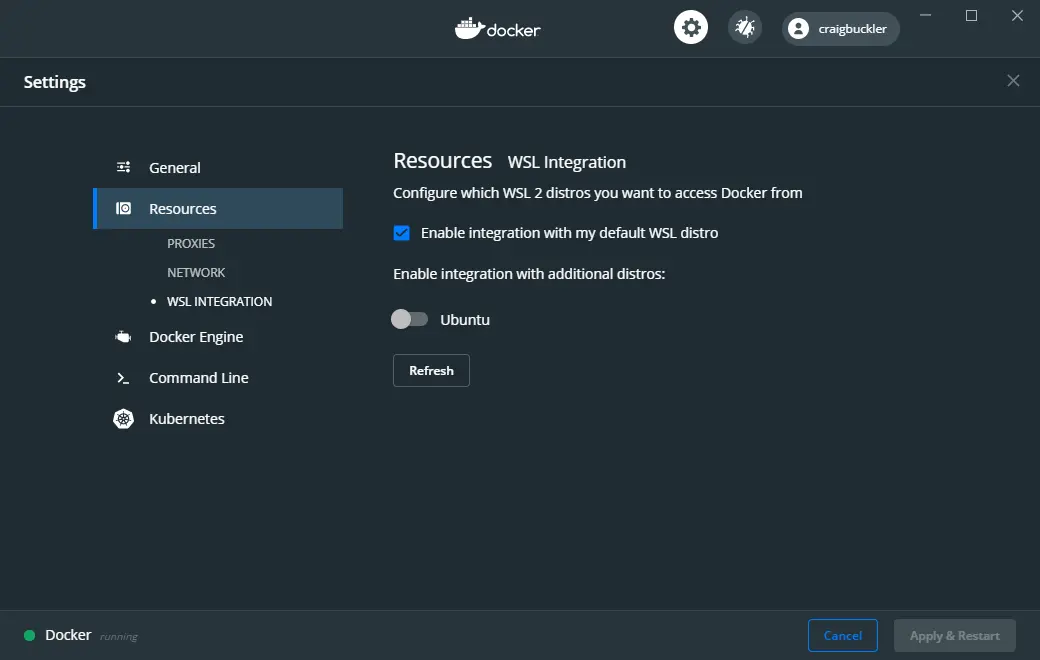 docker
craigbuckler
Settings
General
Resources
PROXIES
NETWORK
WSL INTEGRATION
Docker Engine
Command Line
Kubernetes
Resources WSL Integration
Configure which WSL 2 distros you want to access Docker from
Enable integration with my default WSL distro
Enable integration with additional distros:
Ubuntu
Refresh
Docker running
Cancel
Apply & Restart